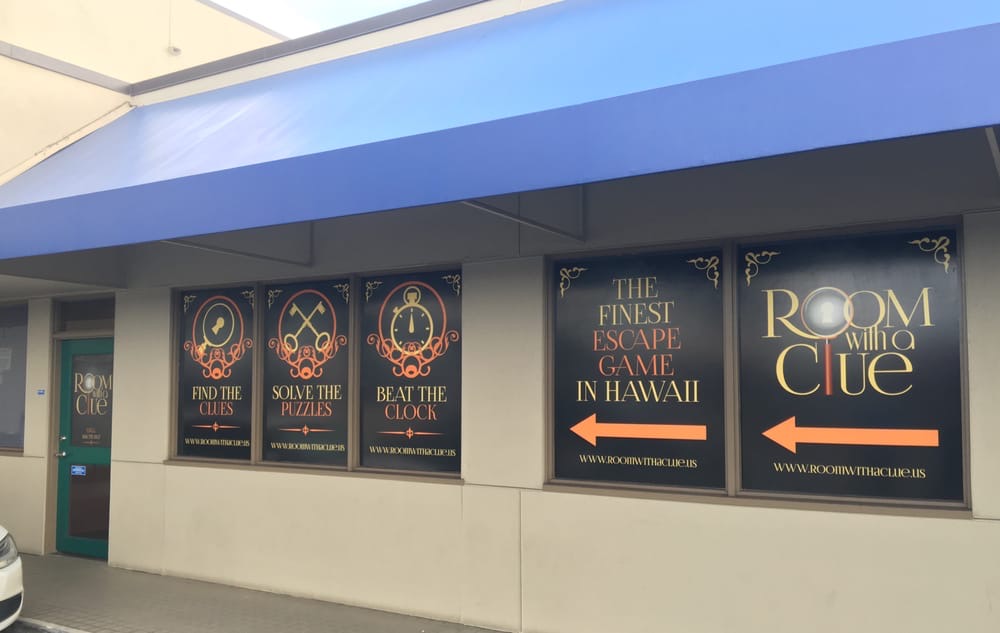 ROOM
with a
CLUE
FIND THE
CLUES
WWW.ROOMWITHACLUE.US
SOLVE THE
PUZZLES
WWW.ROOMWITHACLUE.US
BEAT THE
CLOCK
WWW.ROOMWITHACLUE.US
THE
FINEST
ESCAPE
GAME
IN HAWAII
WWW.ROOMWITHACLUE.US
ROOM
with a
CLUE
WWW.ROOMWITHACLUE.US